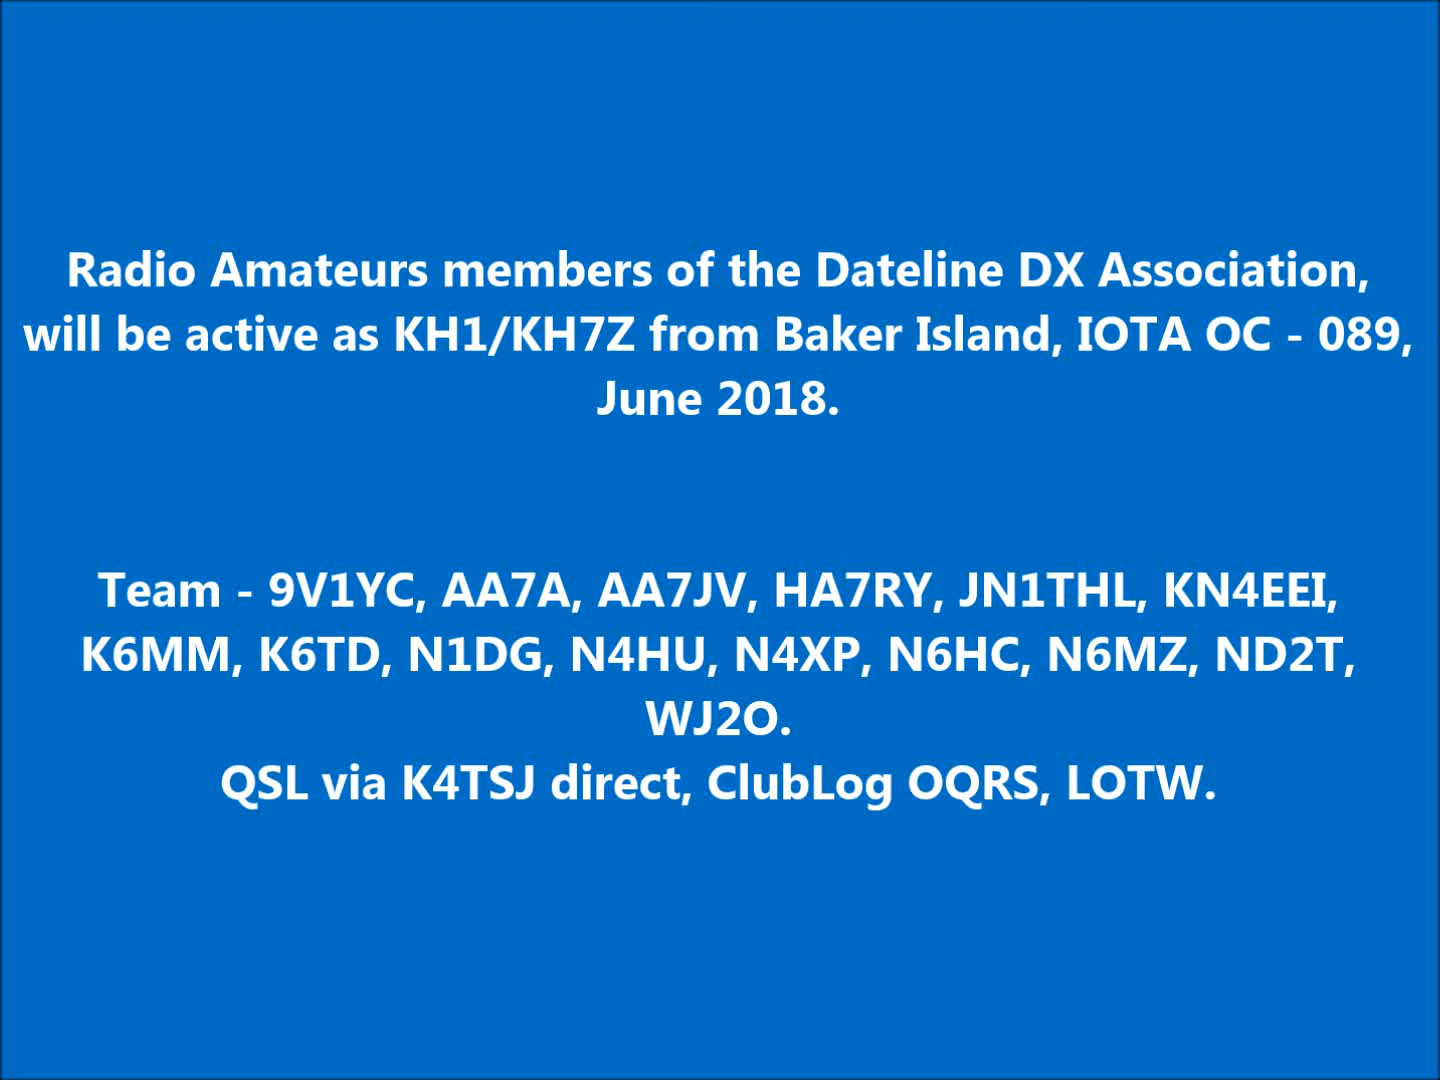 Radio Amateurs members of the Dateline DX Association,
will be active as KH1/KH7Z from Baker Island, IOTA OC - 089,
June 2018.
Team - 9V1YC, AA7A, AA7JV, HA7RY, JN1THL, KN4EEI,
K6MM, K6TD, N1DG, N4HU, N4XP, N6HC, N6MZ, ND2T,
WJ2O.
QSL via K4TSJ direct, ClubLog OQRS, LOTW.